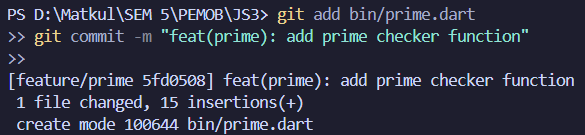 PS D:\Matkul\SEM 5\PEMOB\JS3> git add bin/prime.dart
>> git commit -m "feat(prime): add prime checker function"
>>
[feature/prime 5fd0508] feat(prime): add prime checker function
 1 file changed, 15 insertions(+)
 create mode 100644 bin/prime.dart